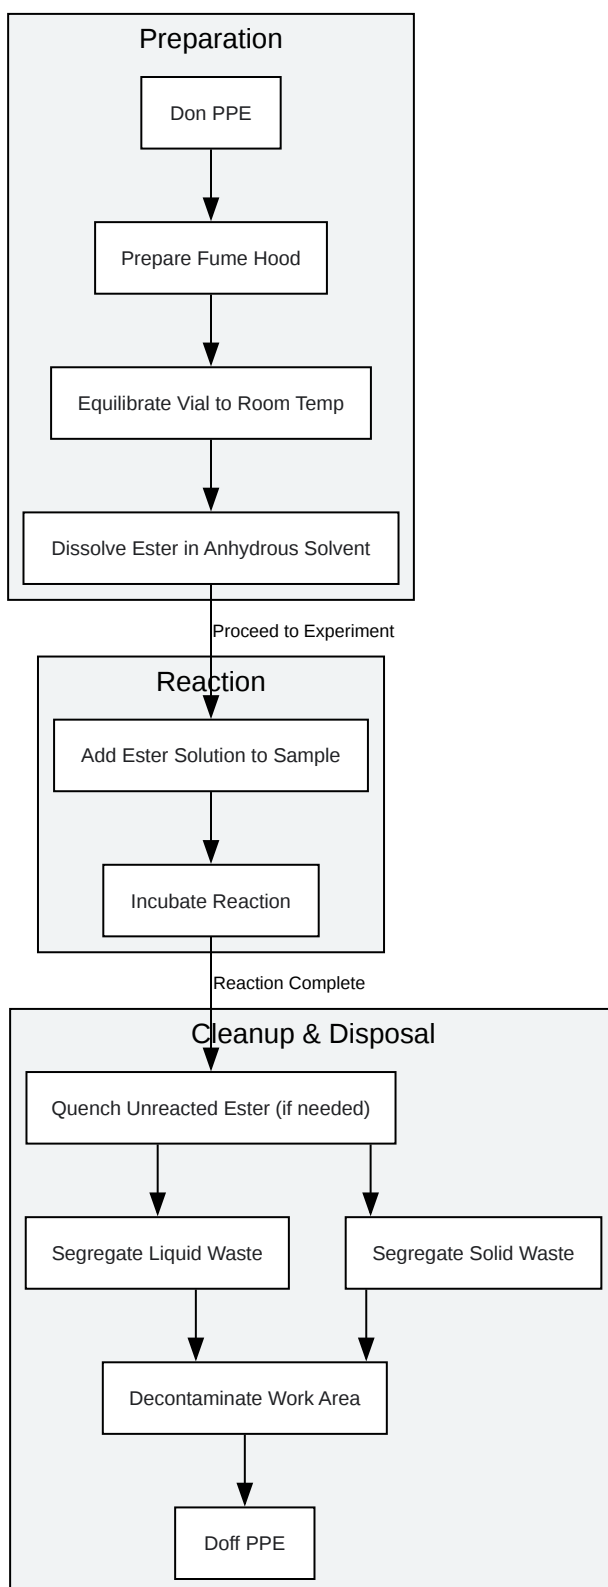 Preparation
Don PPE
Prepare Fume Hood
Equilibrate Vial to Room Temp
Dissolve Ester in Anhydrous Solvent
Proceed to Experiment
Reaction
Add Ester Solution to Sample
Incubate Reaction
Reaction Complete
Cleanup & Disposal
Quench Unreacted Ester (if needed)
Segregate Liquid Waste
Segregate Solid Waste
Decontaminate Work Area
Doff PPE